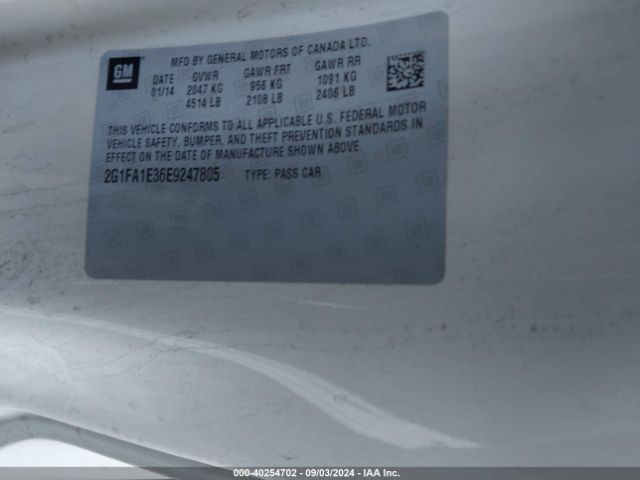 GM
MFD BY GENERAL MOTORS OF CANADA LTD.
DATE GVWR GAWR FRT GAWR RR
01/14 2047 KG 956 KG 1091 KG
4514 LB 2108 LB 2406 LB
THIS VEHICLE CONFORMS TO ALL APPLICABLE U.S. FEDERAL MOTOR
VEHICLE SAFETY, BUMPER, AND THEFT PREVENTION STANDARDS IN
EFFECT ON THE DATE OF MANUFACTURE SHOWN ABOVE.
2G1FA1E36E9247805 TYPE: PASS CAR
000-40254702 - 09/03/2024 - IAA Inc.